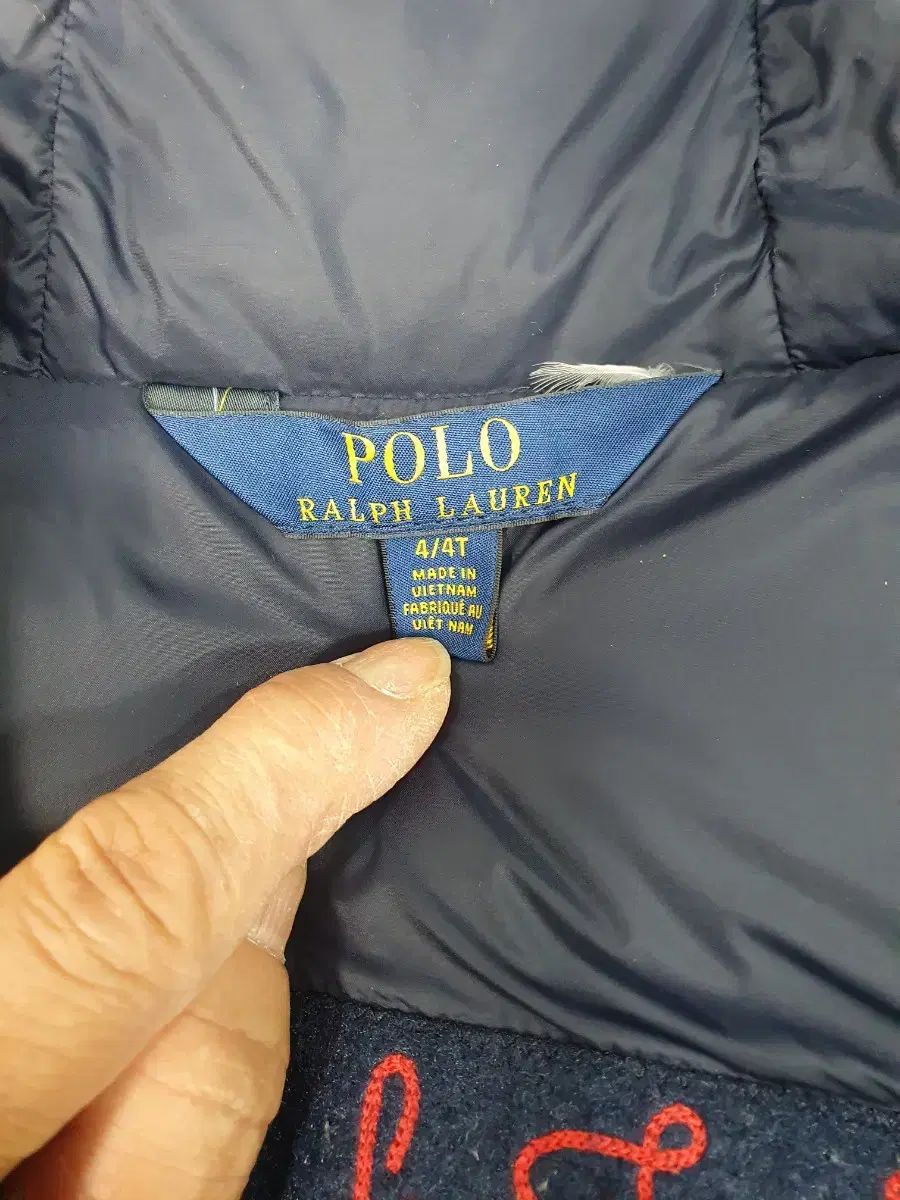 POLO
RALPH LAUREN
4/4T
MADE IN
VIETNAM
FABRIQUÉ AU
VIÊT NAM